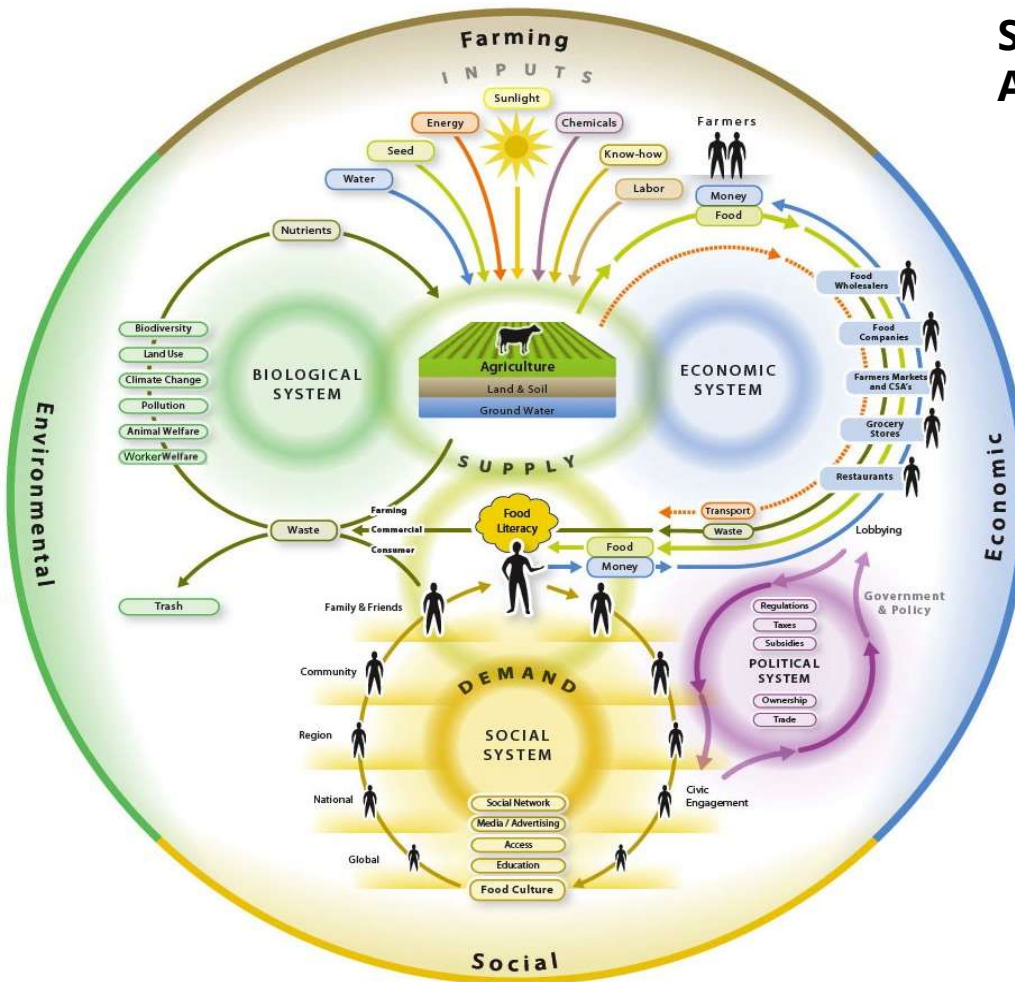 S
A
Farming
INPUTS
Sunlight
Energy
Chemicals
Farmers
Seed
Know-how
Water
Labor
Money
Food
Nutrients
Food
Wholesalers
Biodiversity
Land Use
Climate Change
Pollution
Animal Welfare
WorkerWelfare
BIOLOGICAL
SYSTEM
Agriculture
Land & Soil
Ground Water
ECONOMIC
SYSTEM
Food
Companies
Farmers Markets
and CSA's
Grocery
Stores
Restaurants
Environmental
Economic
SUPPLY
Food
Literacy
Farming
Commercial
Consumer
Waste
Trash
Transport
Waste
Food
Money
Lobbying
Government
& Policy
Family & Friends
Community
Region
National
Global
DEMAND
SOCIAL
SYSTEM
Social Network
Media / Advertising
Access
Education
Food Culture
Regulations
Taxes
Subsidies
POLITICAL
SYSTEM
Ownership
Trade
Civic
Engagement
Social